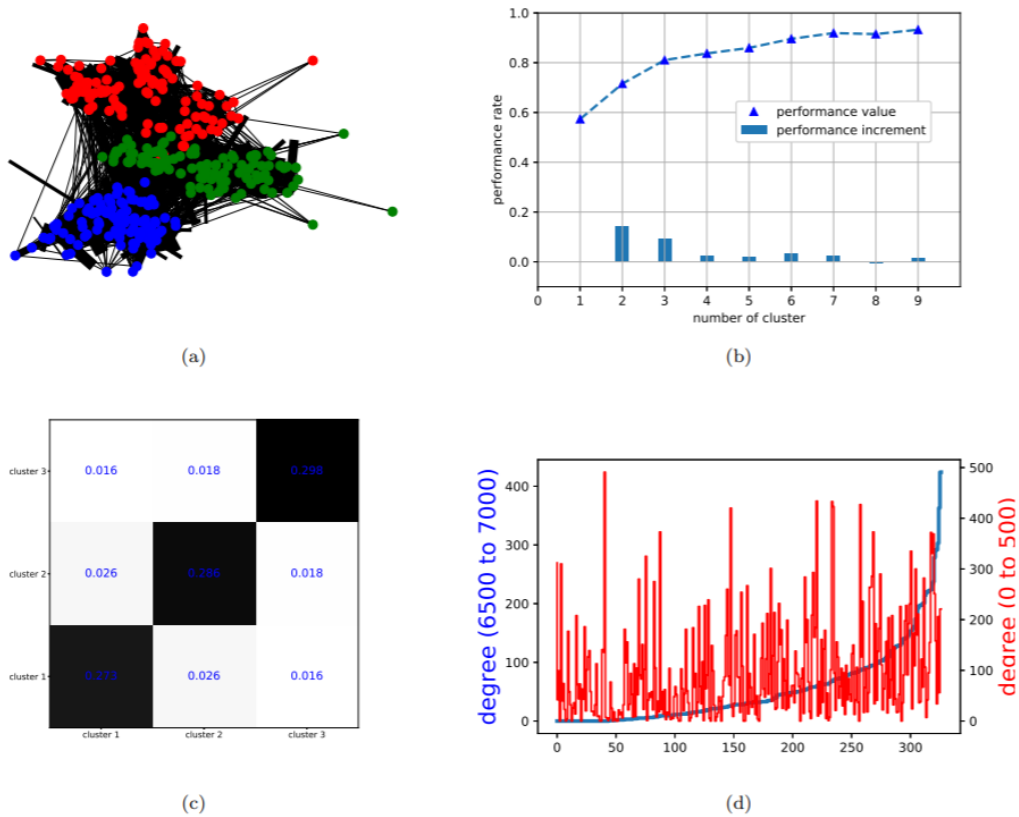 (a)
1.0
0.8
0.6
0.4
0.2
0.0
performance rate
performance value
performance increment
0 1 2 3 4 5 6 7 8 9
number of cluster
(b)
cluster 3 0.016 0.018 0.298
cluster 2 0.026 0.286 0.018
cluster 1 0.273 0.026 0.016
cluster 1 cluster 2 cluster 3
(c)
degree (6500 to 7000)
400
300
200
100
0
500
400
300
200
100
0
degree (0 to 500)
0 50 100 150 200 250 300
(d)